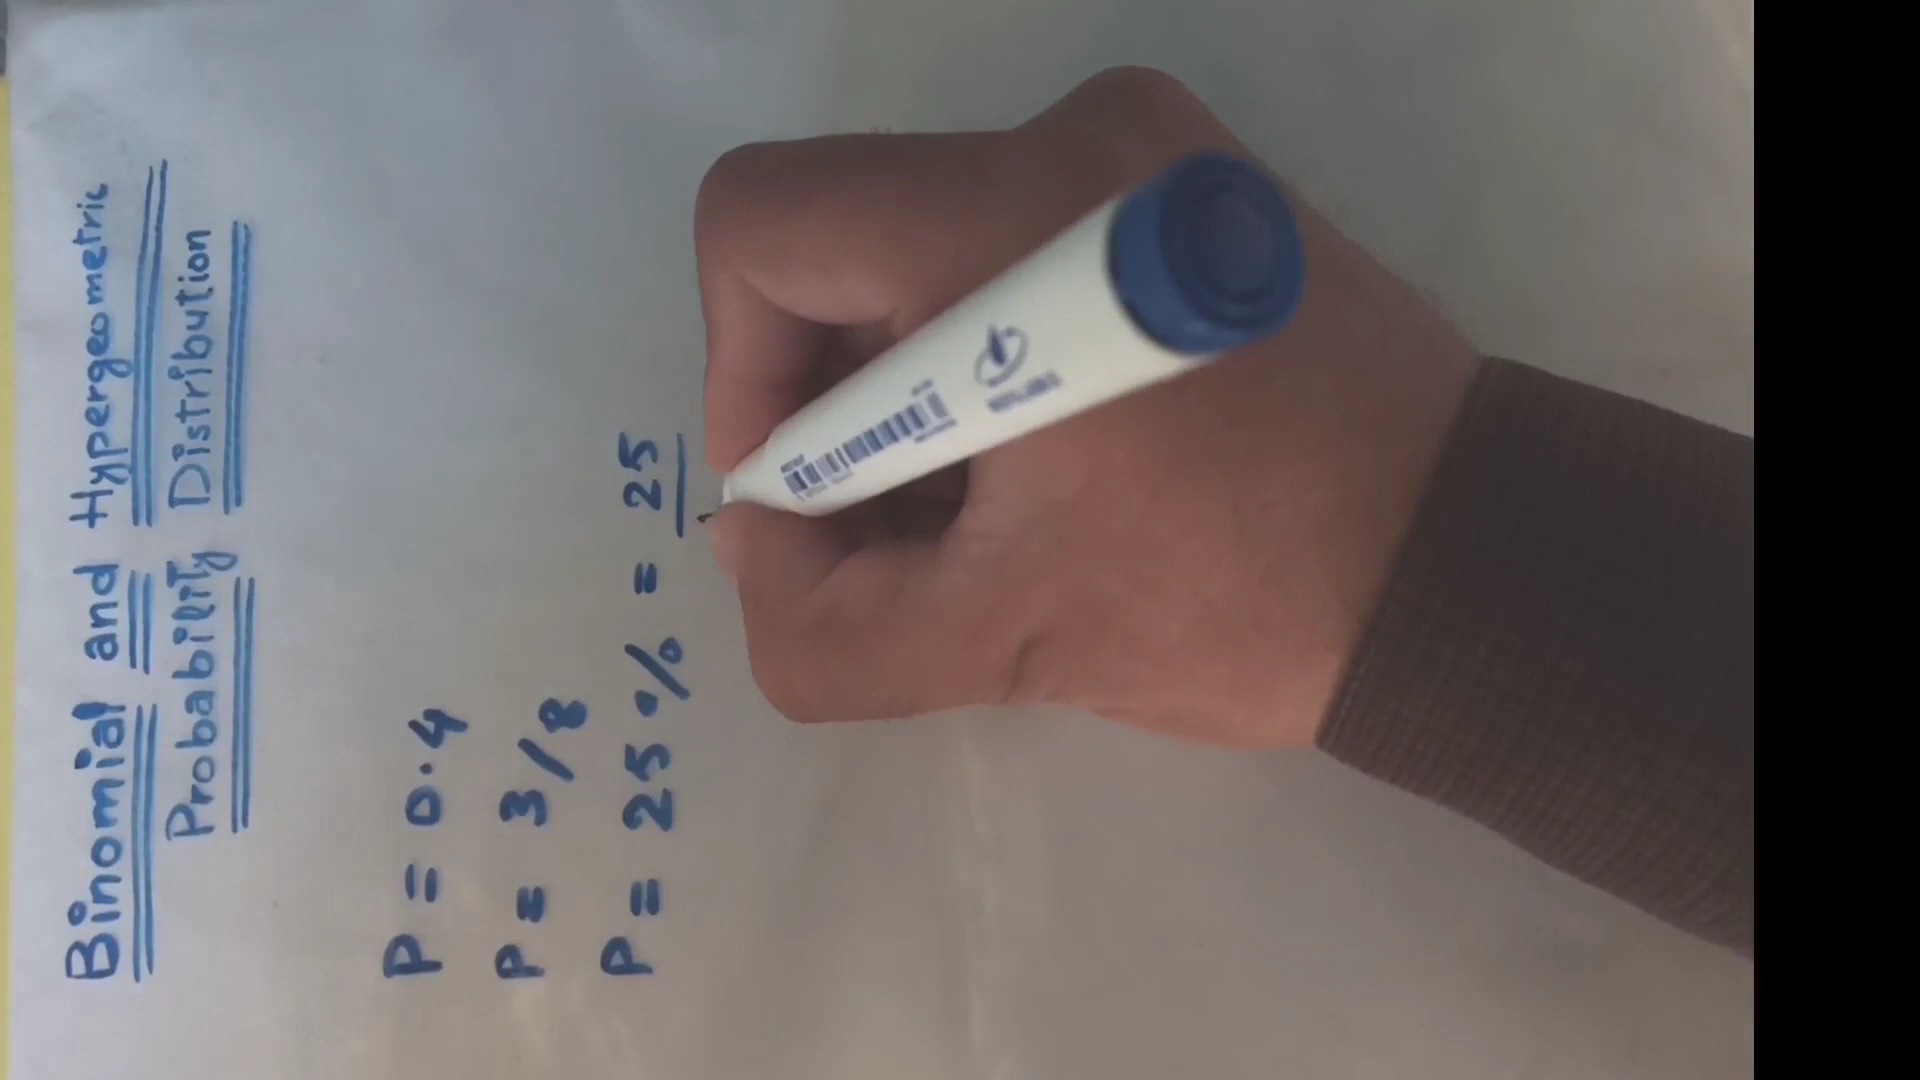 Binomial and Hypergeometric
Probability Distribution
P = 0.4
P = 3/8
P = 25% = 25